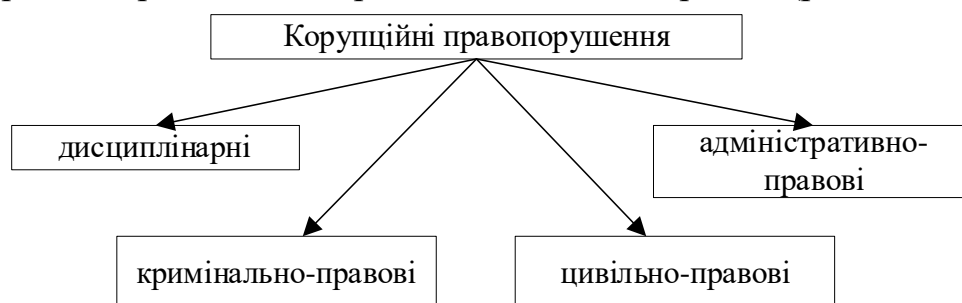 Корупційні правопорушення
дисциплінарні
адміністративно-
правові
кримінально-правові
цивільно-правові